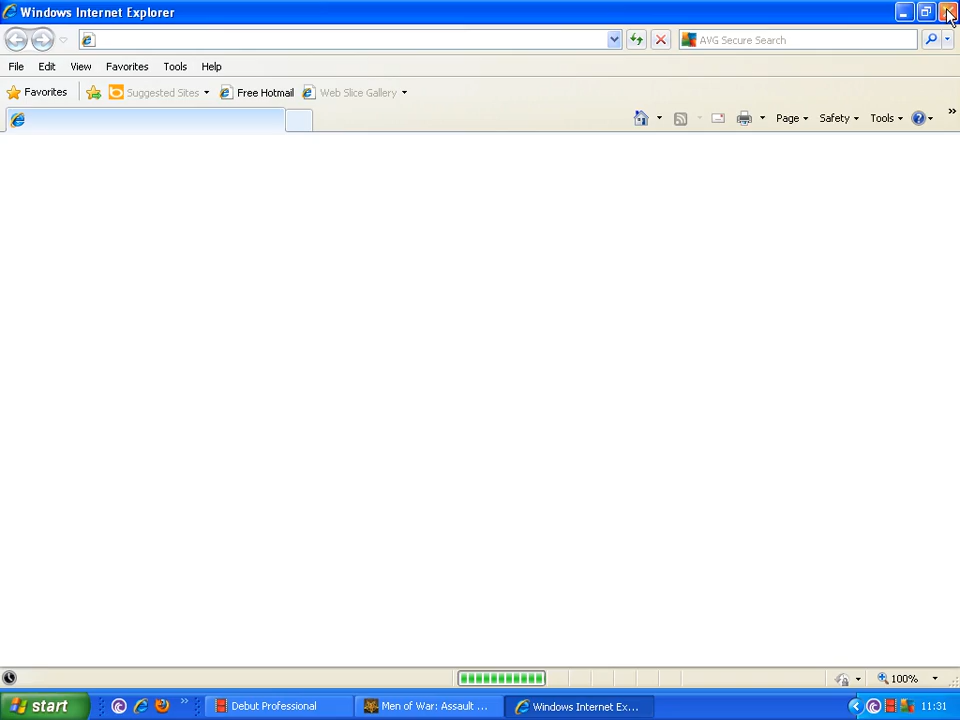 Windows Internet Explorer
AVG Secure Search
File Edit View Favorites Tools Help
Favorites Suggested Sites Free Hotmail Web Slice Gallery
Page Safety Tools
100%
start Debut Professional Men of War: Assault ... Windows Internet Ex... 11:31